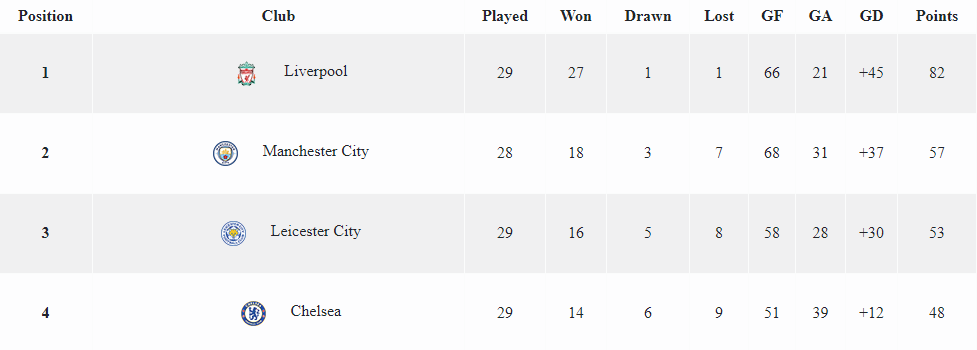 Position Club Played Won Drawn Lost GF GA GD Points
1 Liverpool 29 27 1 1 66 21 +45 82
2 Manchester City 28 18 3 7 68 31 +37 57
3 Leicester City 29 16 5 8 58 28 +30 53
4 Chelsea 29 14 6 9 51 39 +12 48